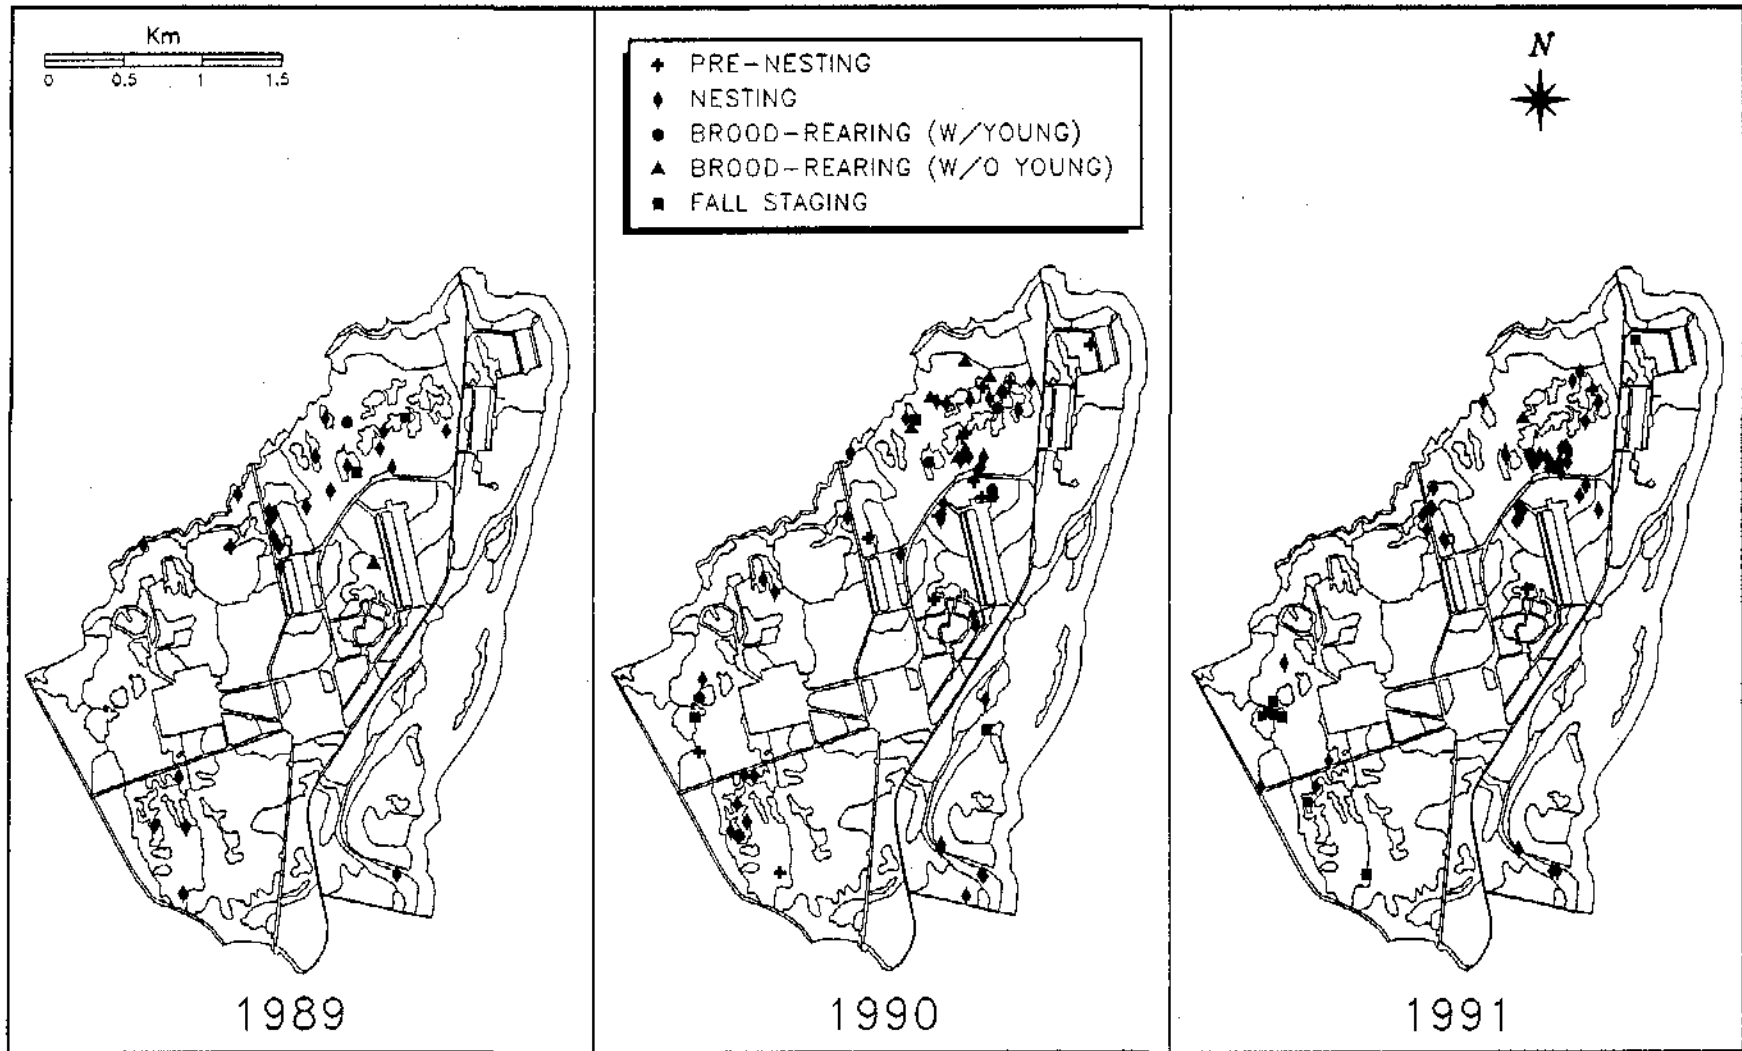 Km
0 0.5 1 1.5
PRE-NESTING
NESTING
BROOD-REARING (W/YOUNG)
BROOD-REARING (W/O YOUNG)
FALL STAGING
N
1989
1990
1991